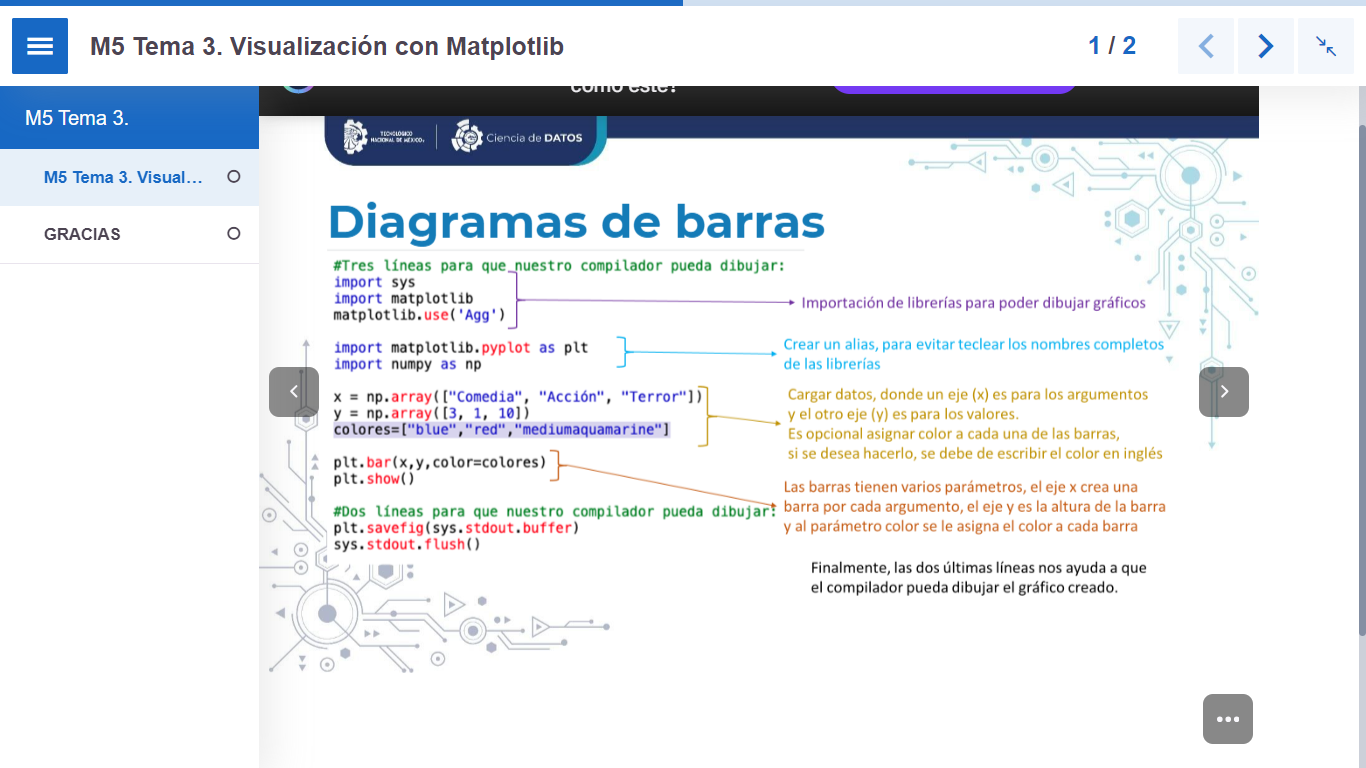 M5 Tema 3. Visualización con Matplotlib
1 / 2
M5 Tema 3.
M5 Tema 3. Visual...
GRACIAS
como este?
TECNOLÓGICO
NACIONAL DE MÉXICO
Ciencia de DATOS
Diagramas de barras
#Tres líneas para que nuestro compilador pueda dibujar:
import sys
import matplotlib
matplotlib.use('Agg')
Importación de librerías para poder dibujar gráficos
import matplotlib.pyplot as plt
import numpy as np
Crear un alias, para evitar teclear los nombres completos
de las librerías
x = np.array(["Comedia", "Acción", "Terror"])
y = np.array([3, 1, 10])
colores=["blue","red","mediumaquamarine"]
Cargar datos, donde un eje (x) es para los argumentos
y el otro eje (y) es para los valores.
Es opcional asignar color a cada una de las barras,
si se desea hacerlo, se debe de escribir el color en inglés
plt.bar(x,y,color=colores)
plt.show()
Las barras tienen varios parámetros, el eje x crea una
barra por cada argumento, el eje y es la altura de la barra
y al parámetro color se le asigna el color a cada barra
#Dos líneas para que nuestro compilador pueda dibujar:
plt.savefig(sys.stdout.buffer)
sys.stdout.flush()
Finalmente, las dos últimas líneas nos ayuda a que
el compilador pueda dibujar el gráfico creado.